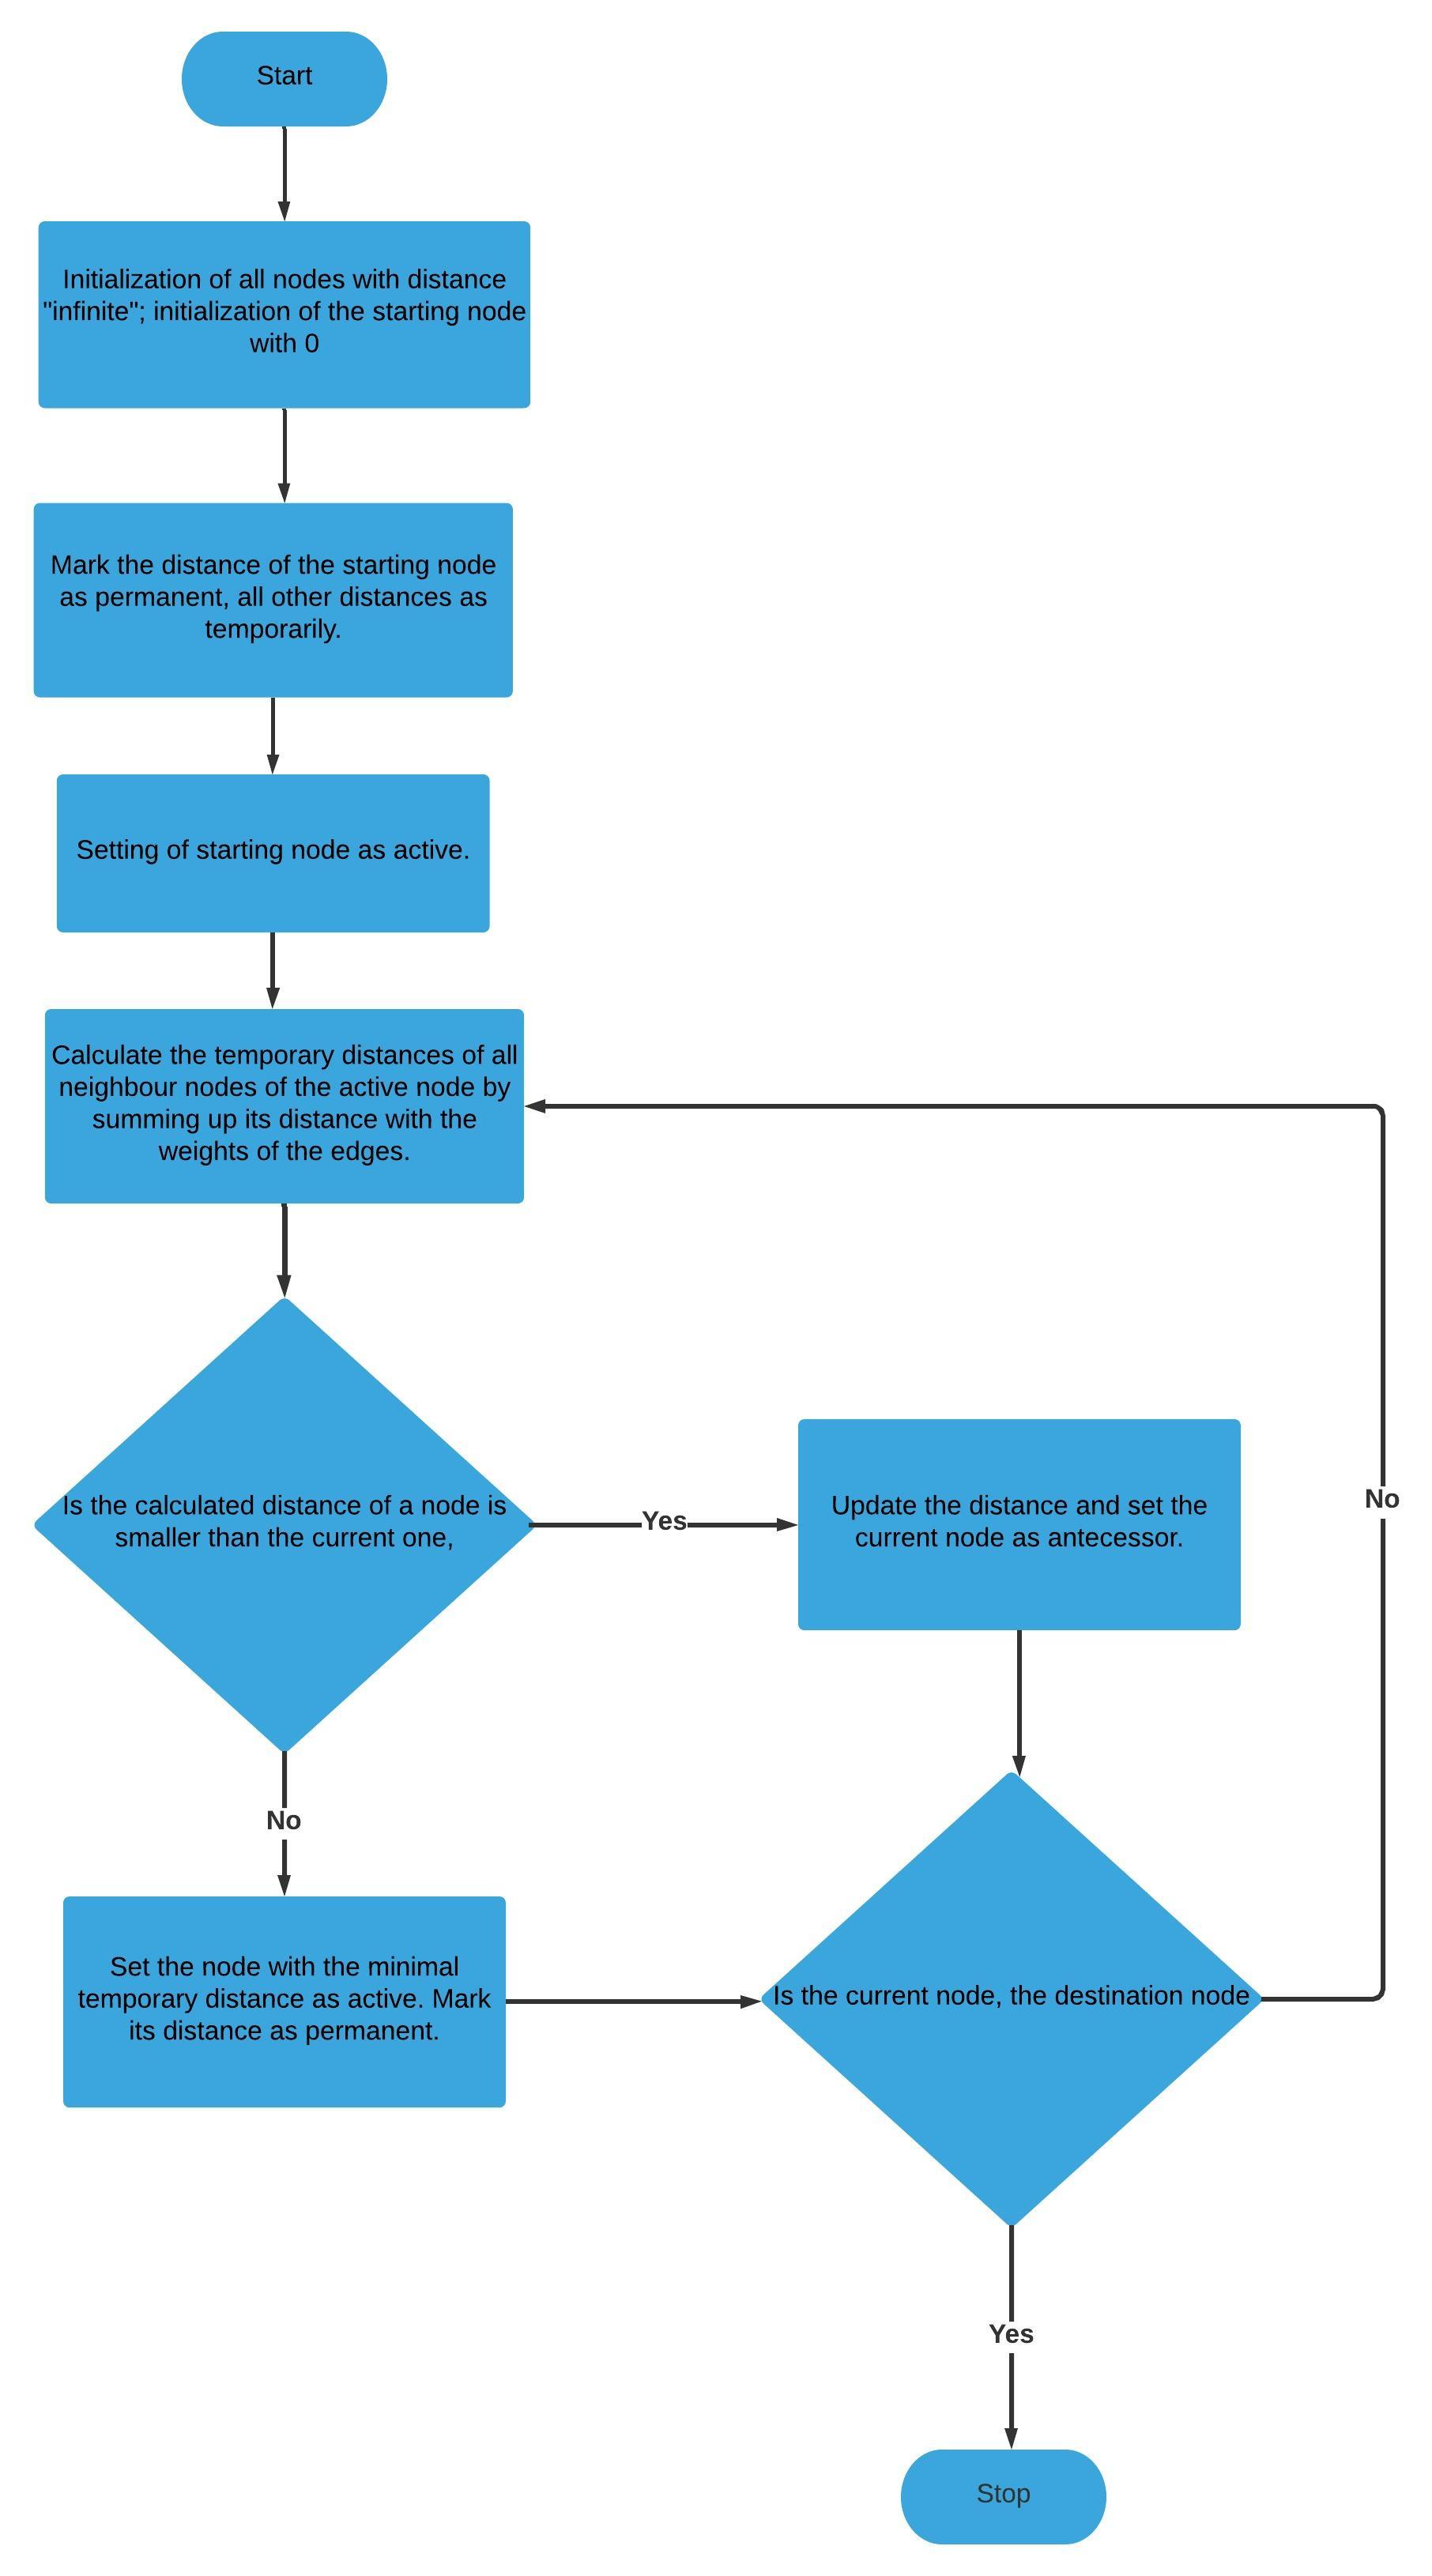 Start
Initialization of all nodes with distance
"infinite"; initialization of the starting node
with 0
Mark the distance of the starting node
as permanent, all other distances as
temporarily.
Setting of starting node as active.
Calculate the temporary distances of all
neighbour nodes of the active node by
summing up its distance with the
weights of the edges.
Is the calculated distance of a node is
smaller than the current one,
Yes
Update the distance and set the
current node as antecessor.
No
No
Set the node with the minimal
temporary distance as active. Mark
its distance as permanent.
Is the current node, the destination node
Yes
Stop